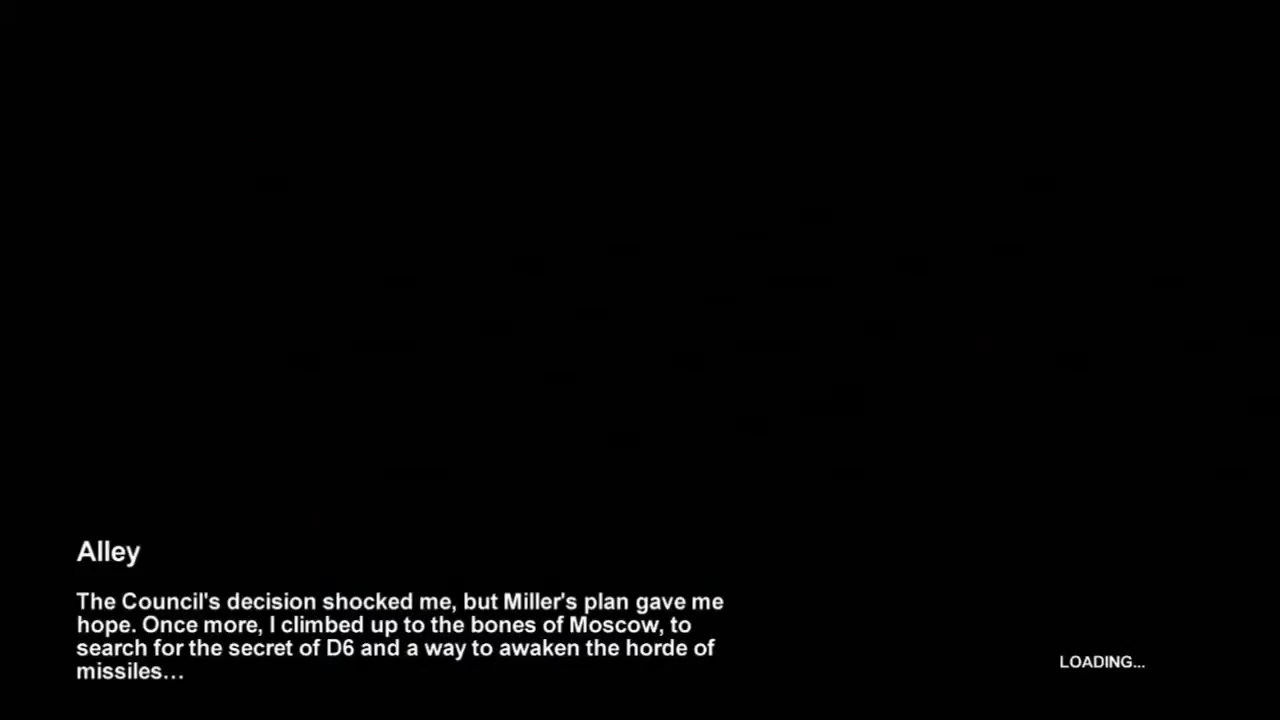 Alley
The Council's decision shocked me, but Miller's plan gave me
hope. Once more, I climbed up to the bones of Moscow, to
search for the secret of D6 and a way to awaken the horde of
missiles...
LOADING...